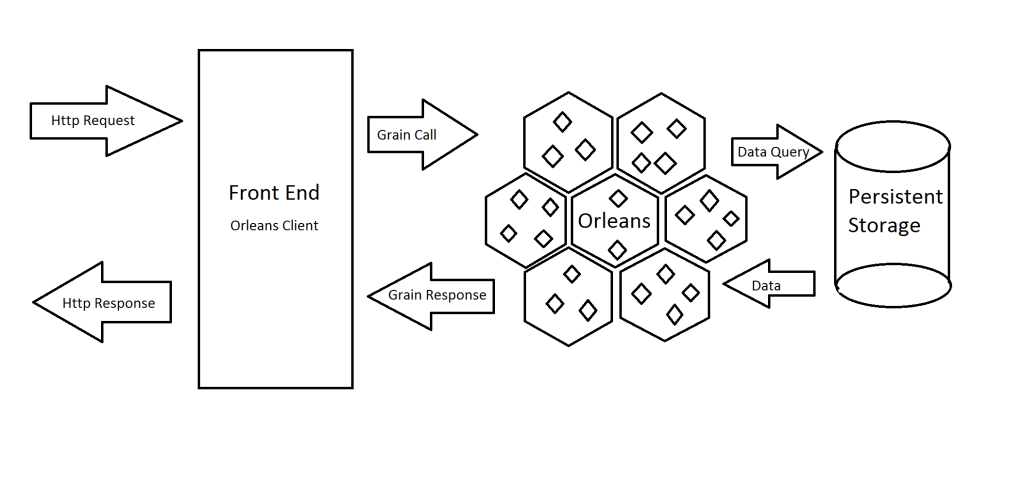 Http Request
Front End
Orleans Client
Http Response
Grain Call
Grain Response
Orleans
Data Query
Data
Persistent
Storage